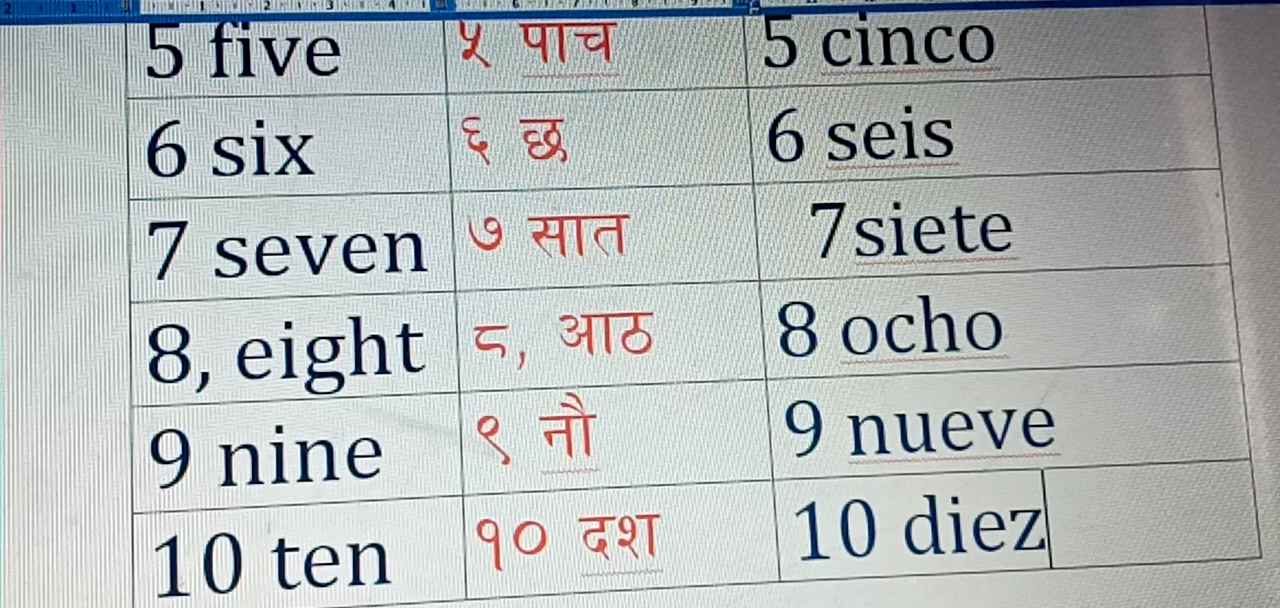 5 five ५ पाच 5 cinco
6 six ६ छ 6 seis
7 seven ७ सात 7siete
8, eight ८, आठ 8 ocho
9 nine ९ नौ 9 nueve
10 ten १० दश 10 diez